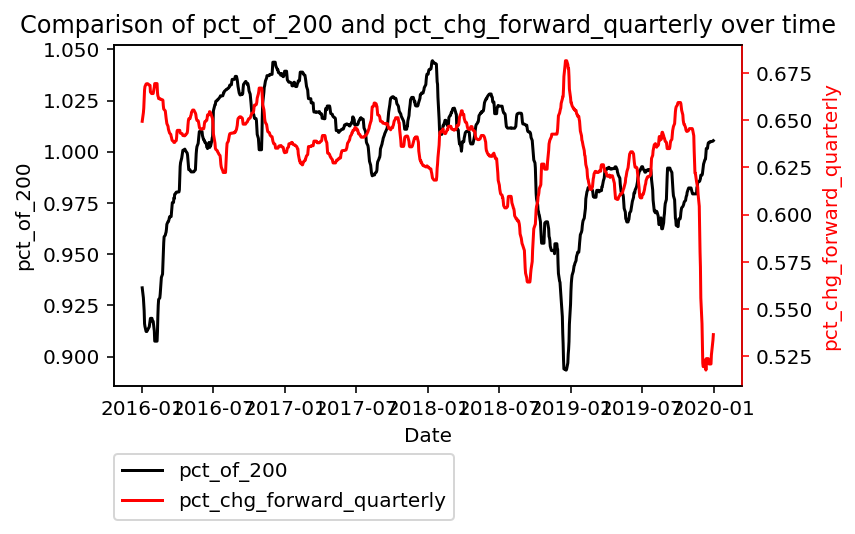 Comparison of pct_of_200 and pct_chg_forward_quarterly over time
1.050
1.025
1.000
0.975
0.950
0.925
0.900
pct_of_200
0.675
0.650
0.625
0.600
0.575
0.550
0.525
pct_chg_forward_quarterly
2016-01 2016-07 2017-01 2017-07 2018-01 2018-07 2019-01 2019-07 2020-01
Date
pct_of_200
pct_chg_forward_quarterly